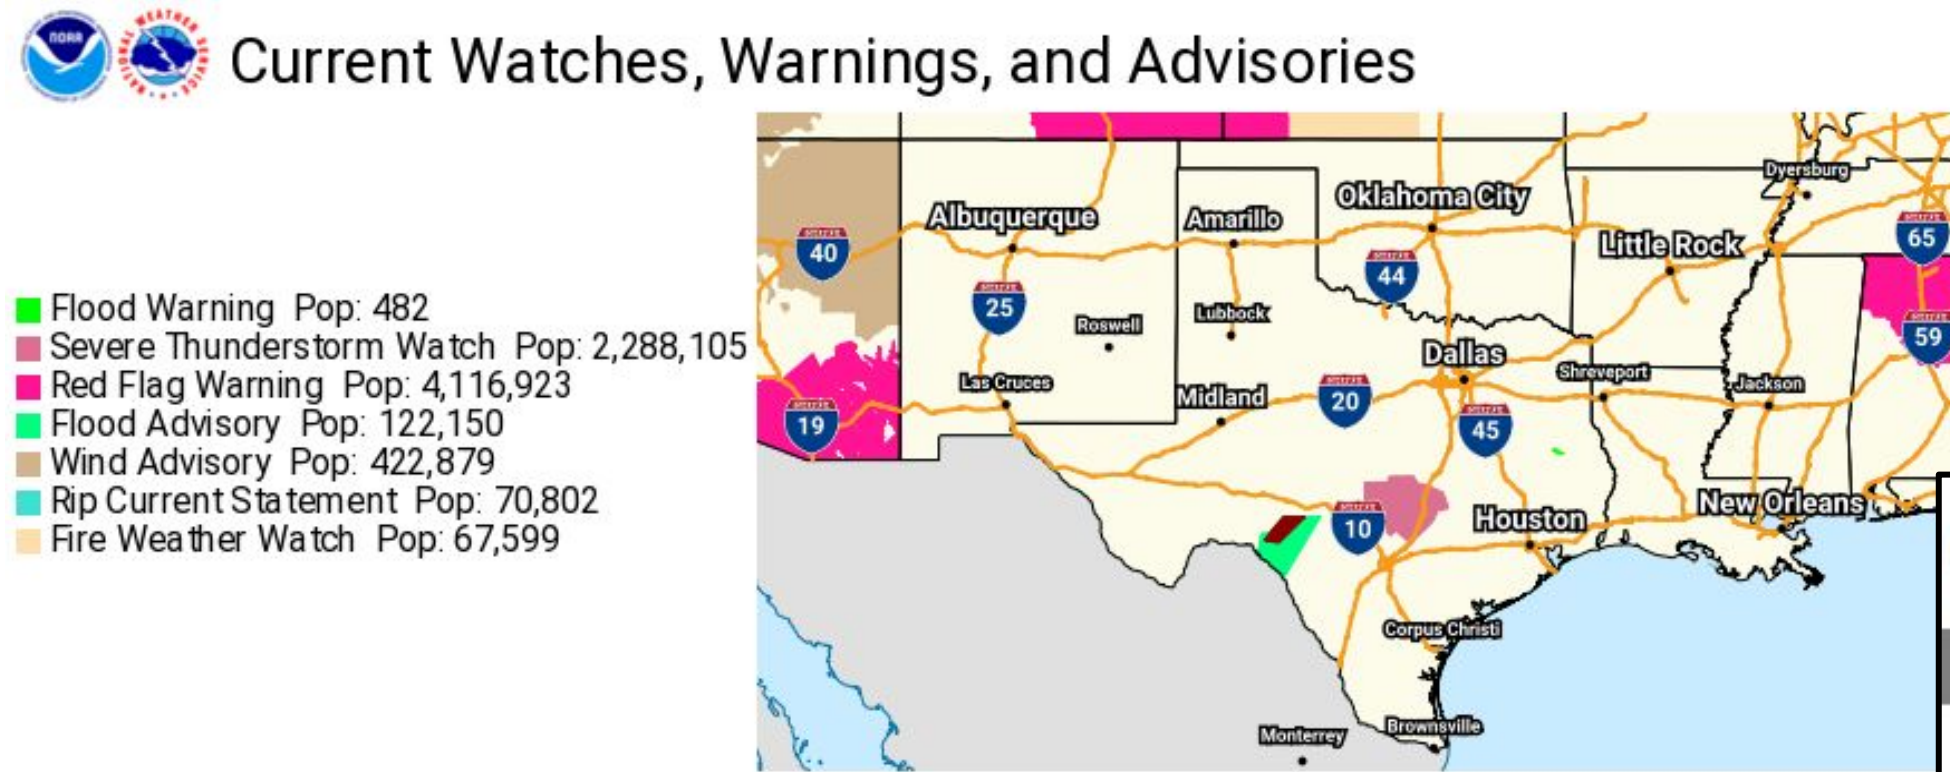 NOAA
NATIONAL WEATHER SERVICE
Current Watches, Warnings, and Advisories
Flood Warning Pop: 482
Severe Thunderstorm Watch Pop: 2,288,105
Red Flag Warning Pop: 4,116,923
Flood Advisory Pop: 122,150
Wind Advisory Pop: 422,879
Rip Current Statement Pop: 70,802
Fire Weather Watch Pop: 67,599
Dyersburg
Oklahoma City
Albuquerque
Amarillo
Little Rock
65
40
44
25
Lubbock
Roswell
59
Dallas
Shreveport
Las Cruces
Jackson
Midland
20
19
45
New Orleans
Houston
10
Corpus Christi
Brownsville
Monterrey